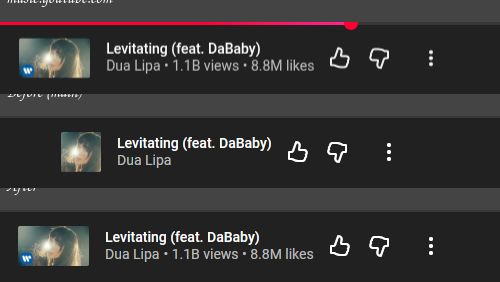 music.youtube.com
Levitating (feat. DaBaby)
Dua Lipa • 1.1B views • 8.8M likes
Before (main)
Levitating (feat. DaBaby)
Dua Lipa
After
Levitating (feat. DaBaby)
Dua Lipa • 1.1B views • 8.8M likes